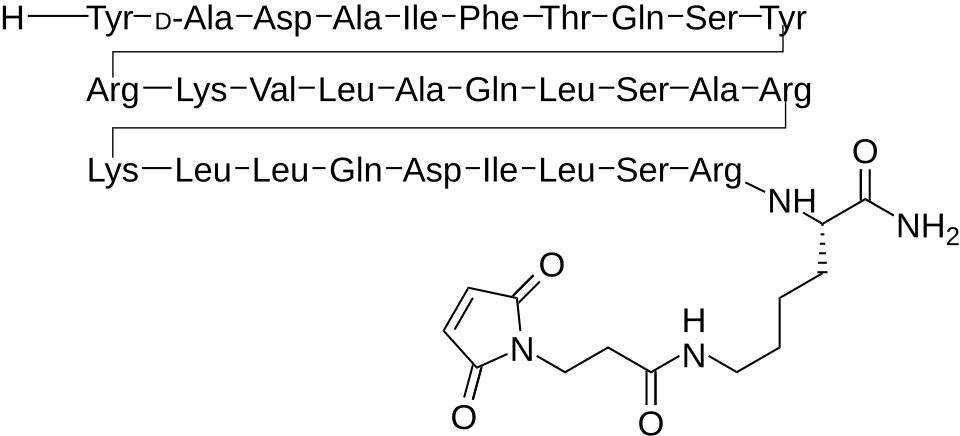 H—Tyr—D-Ala—Asp—Ala—Ile—Phe—Thr—Gln—Ser—Tyr
Arg—Lys—Val—Leu—Ala—Gln—Leu—Ser—Ala—Arg
Lys—Leu—Leu—Gln—Asp—Ile—Leu—Ser—Arg
O
NH
NH2
O
H
N
N
O
O